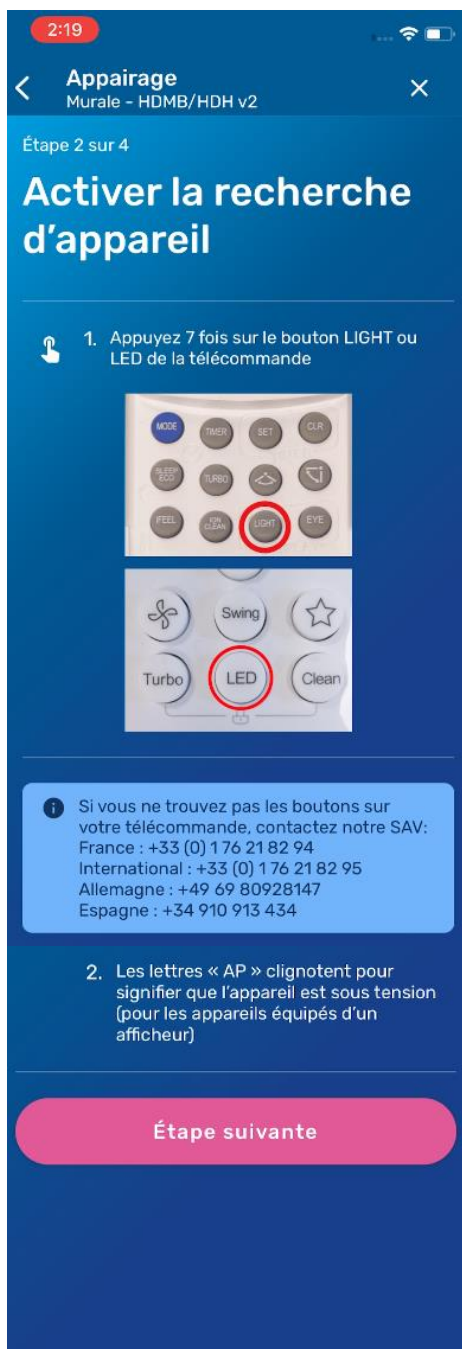 2:19
Appairage
Murale - HDMB/HDH v2
Étape 2 sur 4
Activer la recherche
d'appareil
1. Appuyez 7 fois sur le bouton LIGHT ou
LED de la télécommande
MODE TIMER SET CLR
SLEEP
ECO TURBO
IFEEL ION
CLEAN LIGHT EYE
Swing
Turbo LED Clean
Si vous ne trouvez pas les boutons sur
votre télécommande, contactez notre SAV:
France : +33 (0) 1 76 21 82 94
International : +33 (0) 1 76 21 82 95
Allemagne : +49 69 80928147
Espagne : +34 910 913 434
2. Les lettres « AP » clignotent pour
signifier que l'appareil est sous tension
(pour les appareils équipés d'un
afficheur)
Étape suivante